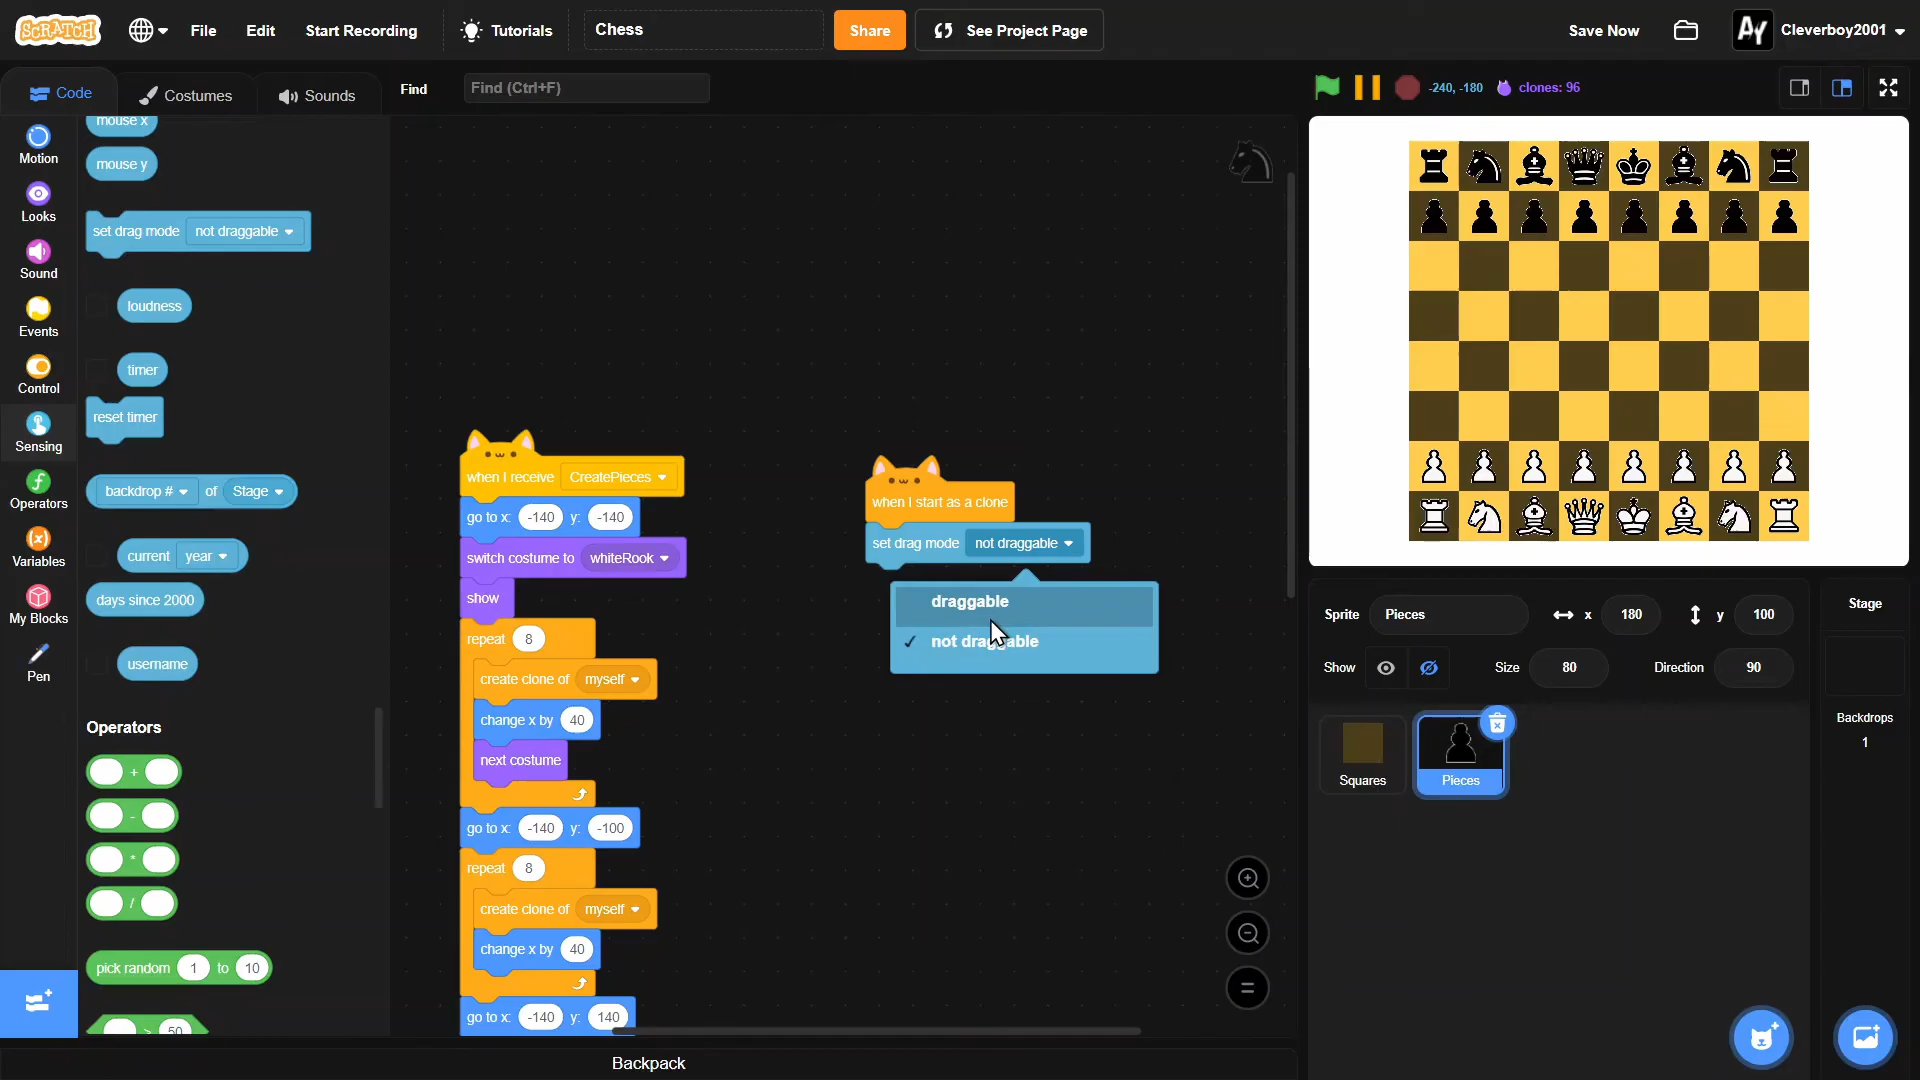 SCRATCH
File
Edit
Start Recording
Tutorials
Chess
Share
See Project Page
Save Now
Ay
Cleverboy2001
Code
Costumes
Sounds
Find
Find (Ctrl+F)
-240, -180
clones: 96
Motion
Looks
Sound
Events
Control
Sensing
Operators
Variables
My Blocks
Pen
mouse x
mouse y
set drag mode not draggable
loudness
timer
reset timer
backdrop # of Stage
current year
days since 2000
username
Operators
+
-
*
/
pick random 1 to 10
> 50
when I receive CreatePieces
go to x: -140 y: -140
switch costume to whiteRook
show
repeat 8
create clone of myself
change x by 40
next costume
go to x: -140 y: -100
repeat 8
create clone of myself
change x by 40
go to x: -140 y: 140
when I start as a clone
set drag mode not draggable
draggable
✓ not draggable
Backpack
Sprite Pieces
x 180
y 100
Show
Size 80
Direction 90
Squares
Pieces
Stage
Backdrops
1